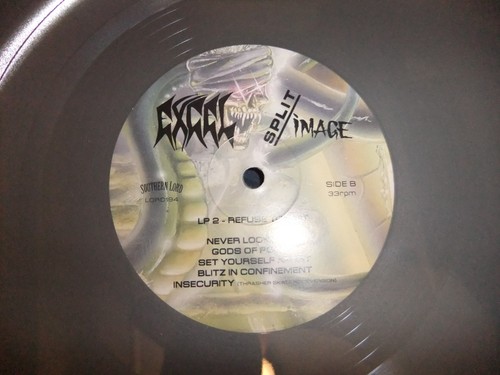 EXCEL
SPLIT
iMAGE
SOUTHERN LORD
SIDE B
33rpm
LP 2 - REFUSE
NEVER LOOK
GODS OF
SET YOURSELF
BLITZ IN CONFINEMENT
INSECURITY